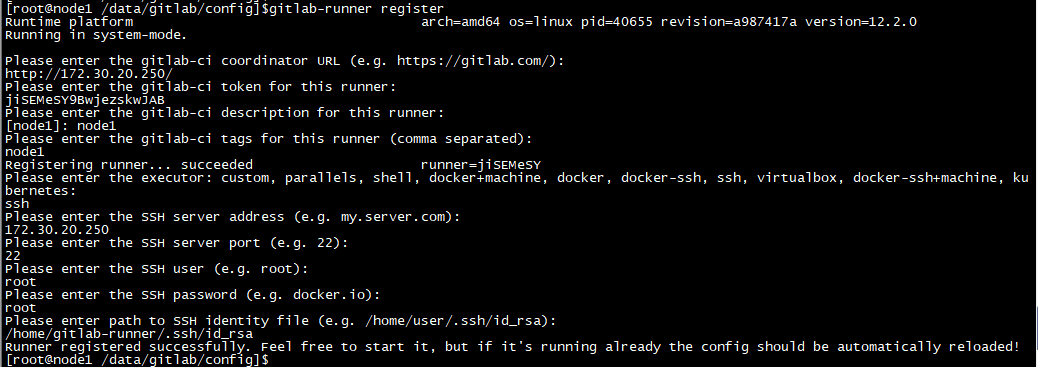 [root@node1 /data/gitlab/config]$gitlab-runner register
Runtime platform                                    arch=amd64 os=linux pid=40655 revision=a987417a version=12.2.0
Running in system-mode.

Please enter the gitlab-ci coordinator URL (e.g. https://gitlab.com/):
http://172.30.20.250/
Please enter the gitlab-ci token for this runner:
jiSEMeSY9BwjezskwJAB
Please enter the gitlab-ci description for this runner:
[node1]: node1
Please enter the gitlab-ci tags for this runner (comma separated):
node1
Registering runner... succeeded                     runner=jiSEMeSY
Please enter the executor: custom, parallels, shell, docker+machine, docker, docker-ssh, ssh, virtualbox, docker-ssh+machine, ku
bernetes:
ssh
Please enter the SSH server address (e.g. my.server.com):
172.30.20.250
Please enter the SSH server port (e.g. 22):
22
Please enter the SSH user (e.g. root):
root
Please enter the SSH password (e.g. docker.io):
root
Please enter path to SSH identity file (e.g. /home/user/.ssh/id_rsa):
/home/gitlab-runner/.ssh/id_rsa
Runner registered successfully. Feel free to start it, but if it's running already the config should be automatically reloaded!
[root@node1 /data/gitlab/config]$